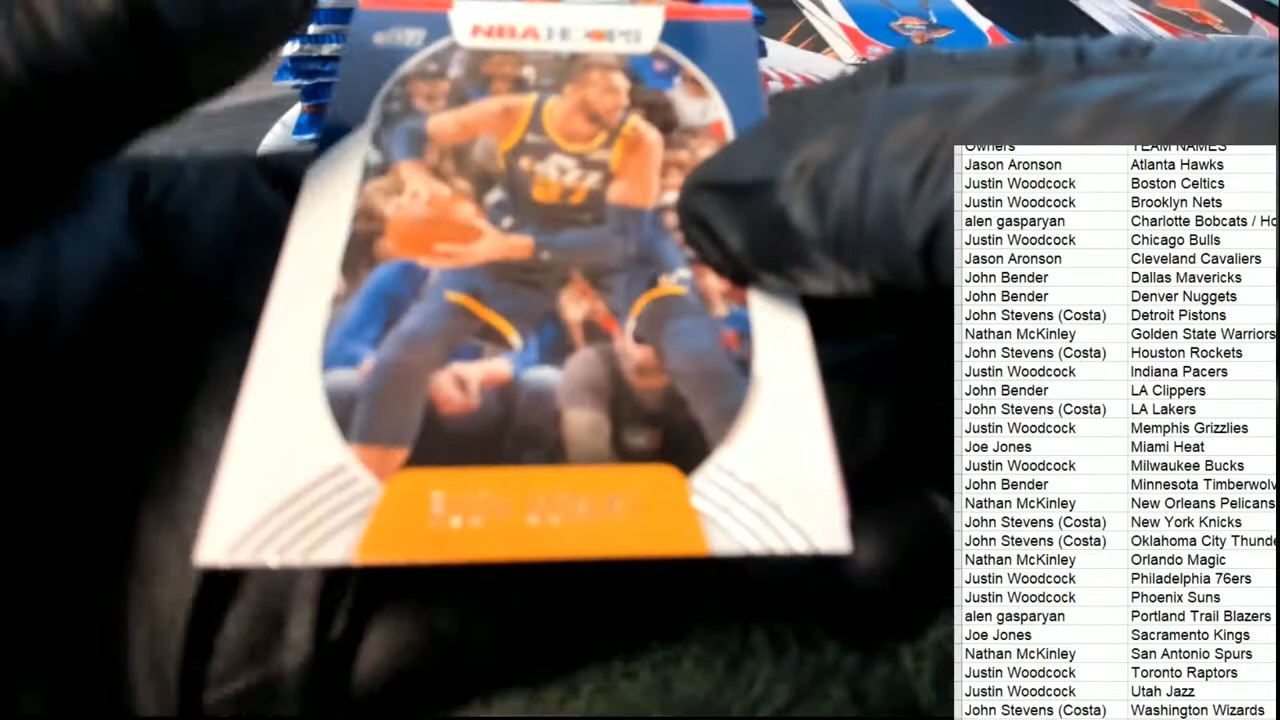 NBA HOOPS
JAZZ
Owners TEAM NAMES
Jason Aronson Atlanta Hawks
Justin Woodcock Boston Celtics
Justin Woodcock Brooklyn Nets
alen gasparyan Charlotte Bobcats / Ho
Justin Woodcock Chicago Bulls
Jason Aronson Cleveland Cavaliers
John Bender Dallas Mavericks
John Bender Denver Nuggets
John Stevens (Costa) Detroit Pistons
Nathan McKinley Golden State Warriors
John Stevens (Costa) Houston Rockets
Justin Woodcock Indiana Pacers
John Bender LA Clippers
John Stevens (Costa) LA Lakers
Justin Woodcock Memphis Grizzlies
Joe Jones Miami Heat
Justin Woodcock Milwaukee Bucks
John Bender Minnesota Timberwolv
Nathan McKinley New Orleans Pelicans
John Stevens (Costa) New York Knicks
John Stevens (Costa) Oklahoma City Thunde
Nathan McKinley Orlando Magic
Justin Woodcock Philadelphia 76ers
Justin Woodcock Phoenix Suns
alen gasparyan Portland Trail Blazers
Joe Jones Sacramento Kings
Nathan McKinley San Antonio Spurs
Justin Woodcock Toronto Raptors
Justin Woodcock Utah Jazz
John Stevens (Costa) Washington Wizards